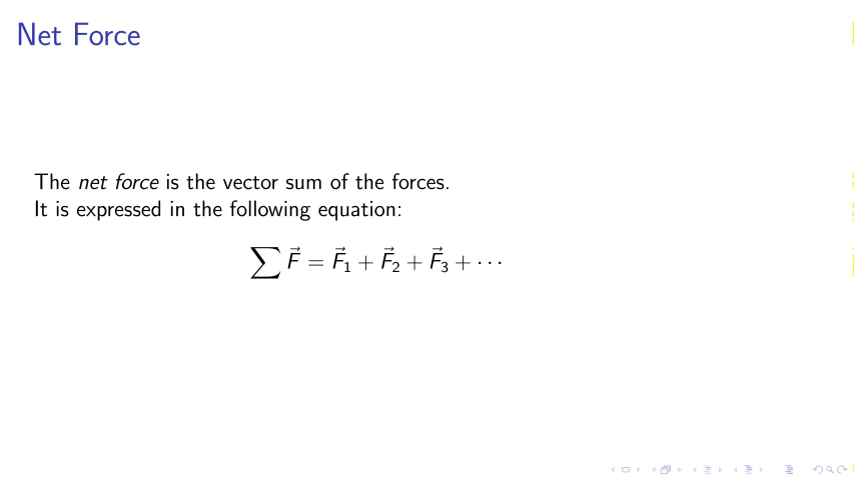 Net Force
The net force is the vector sum of the forces.
It is expressed in the following equation:
∑ F⃗ = F⃗₁ + F⃗₂ + F⃗₃ + ···